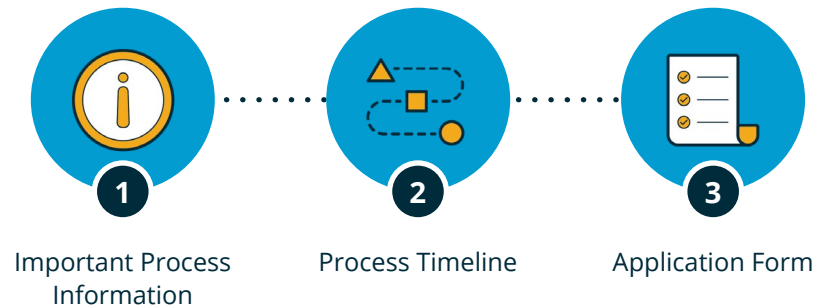 1
2
3
Important Process
Information
Process Timeline
Application Form